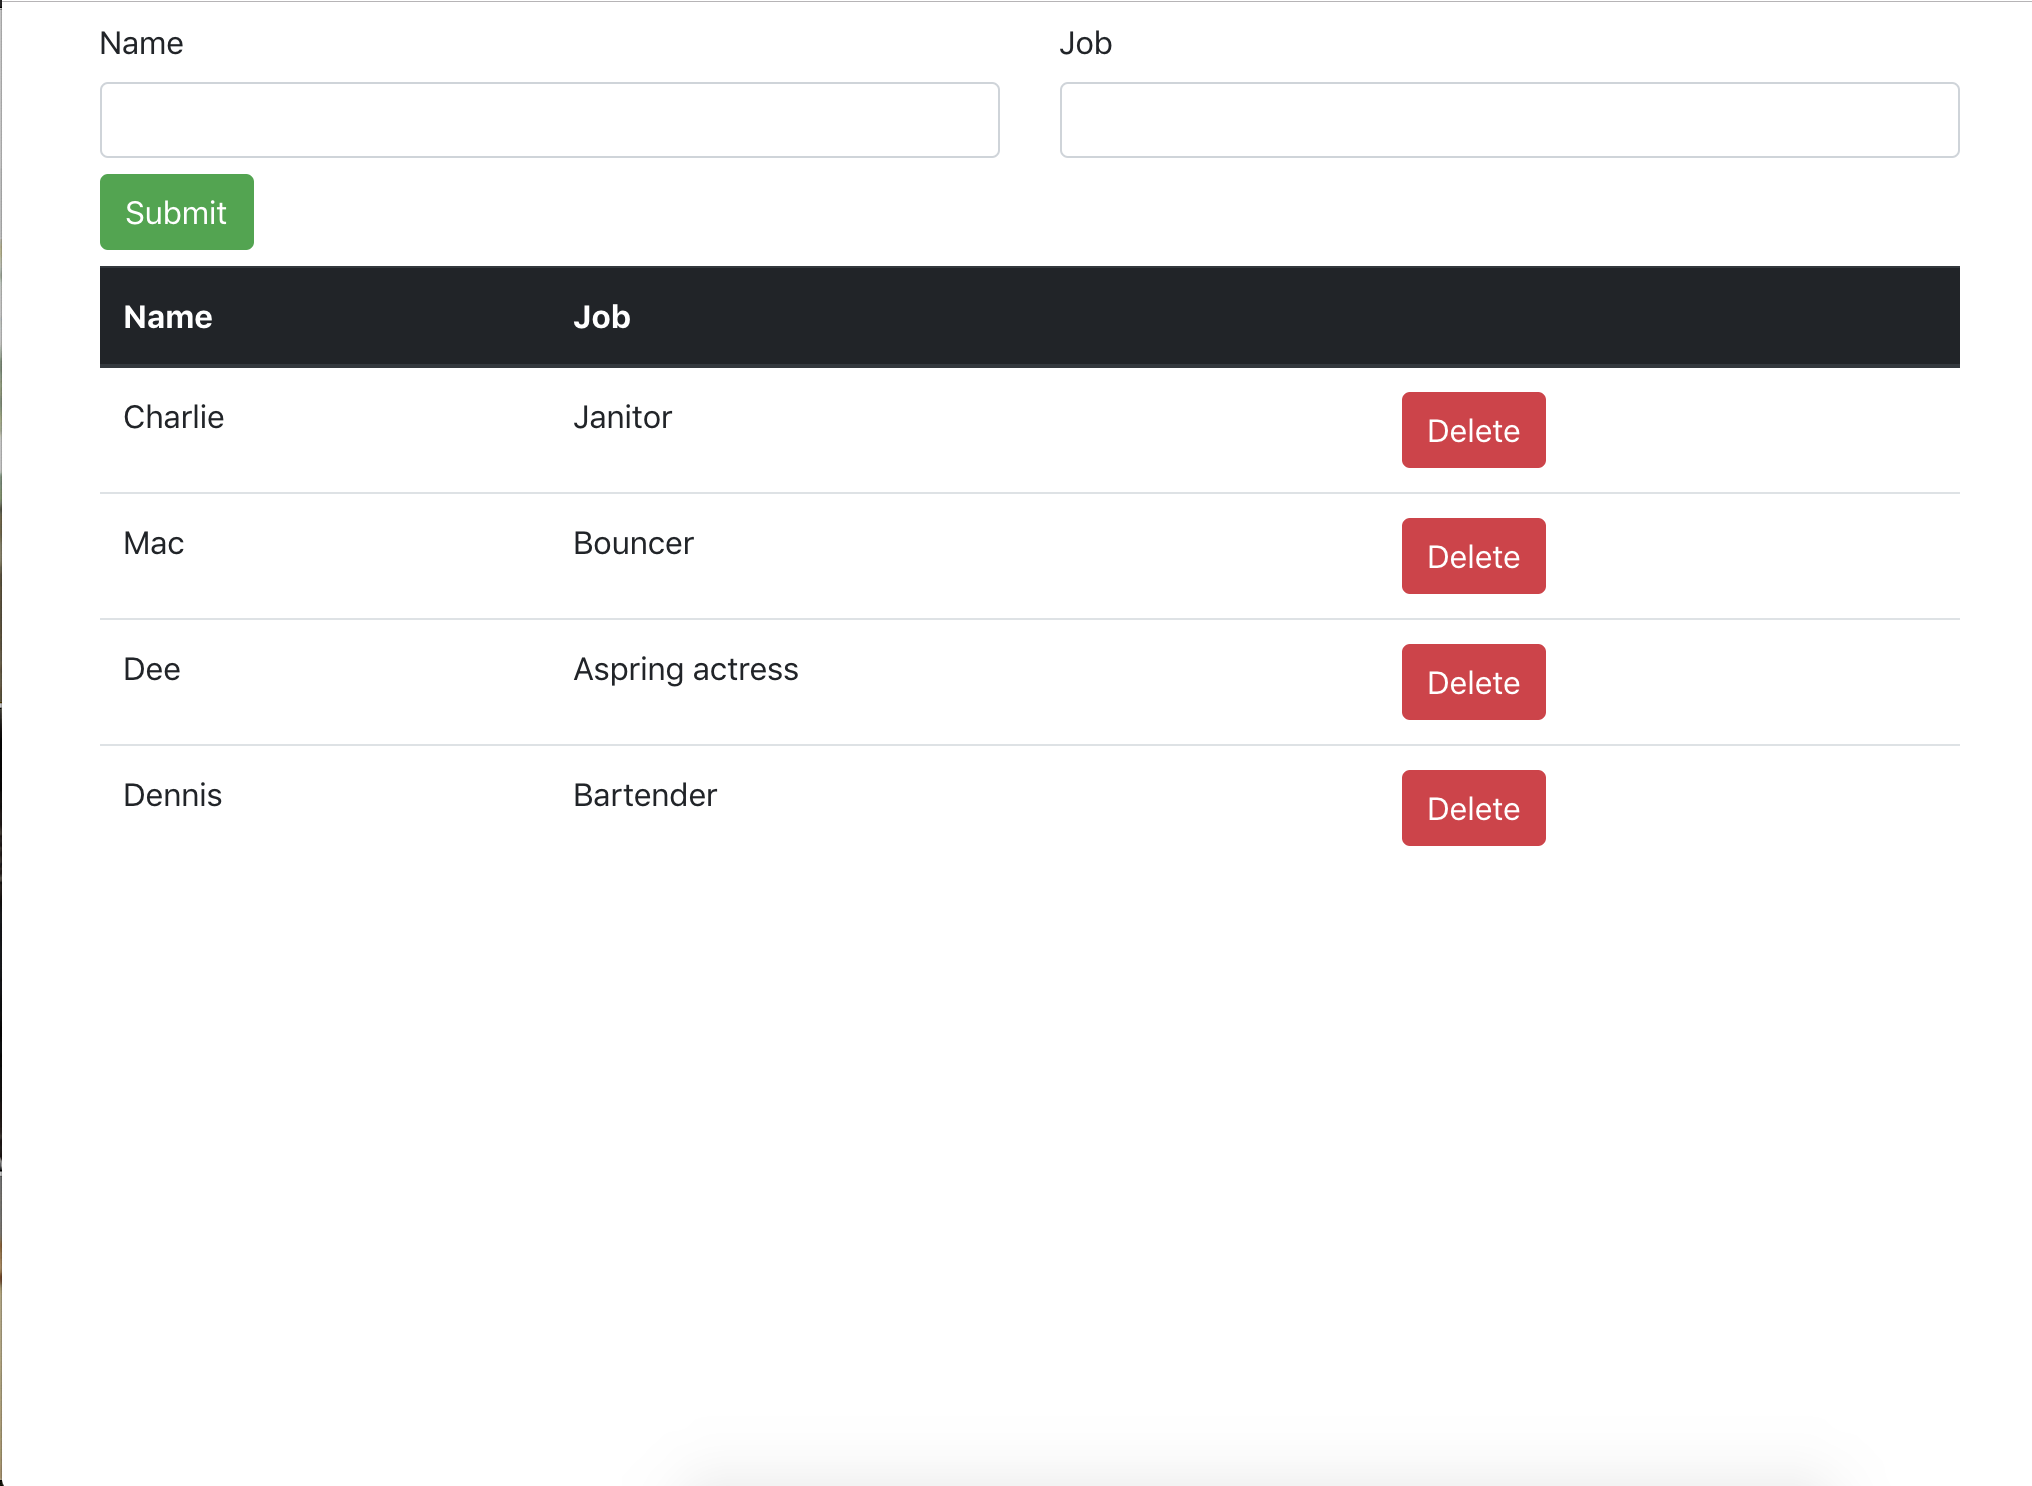 Name Job
Submit
Name Job
Charlie Janitor Delete
Mac Bouncer Delete
Dee Aspring actress Delete
Dennis Bartender Delete